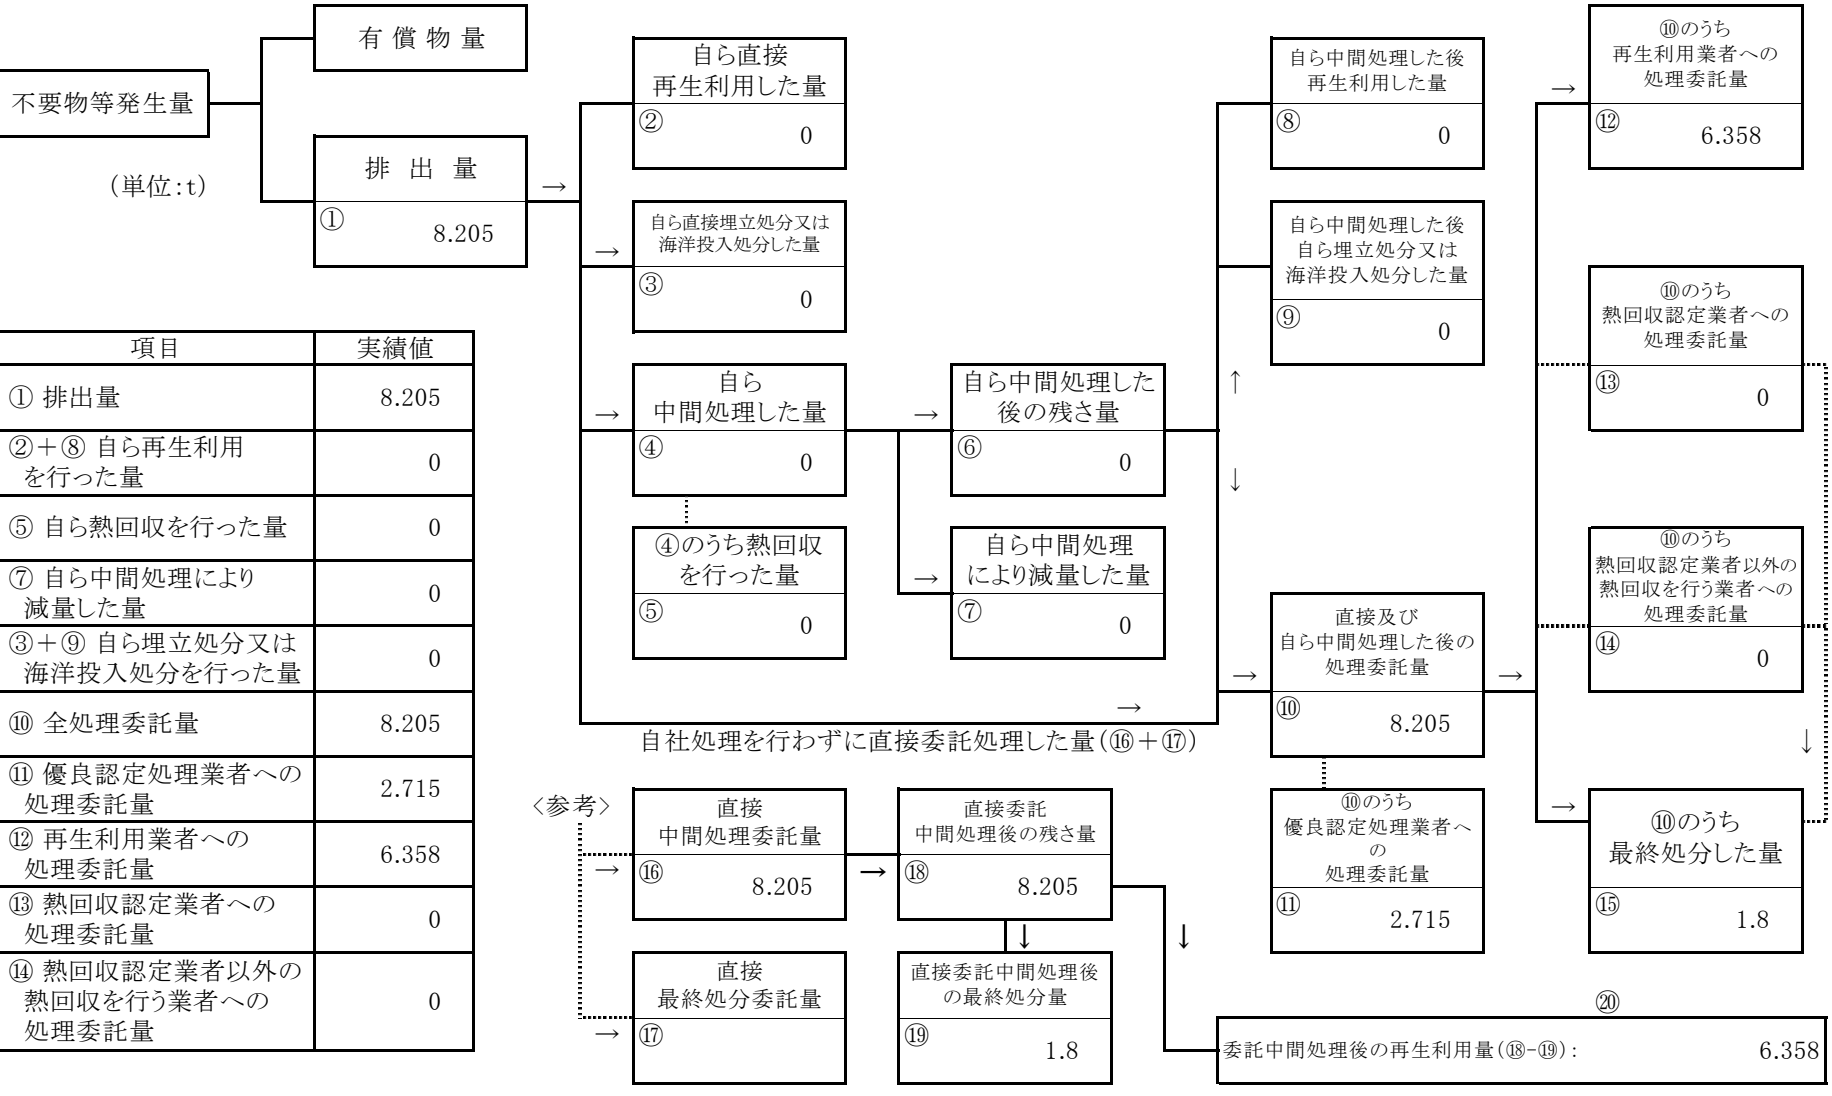 有 償 物 量
不要物等発生量
(単位:t)
排 出 量
→
①
8.205
自ら直接
再生利用した量
②
0
→
自ら直接埋立処分又は
海洋投入処分した量
③
0
→
自ら
中間処理した量
④
0
④のうち熱回収
を行った量
⑤
0
→
自ら中間処理した
後の残さ量
⑥
0
→
自ら中間処理
により減量した量
⑦
0
自ら中間処理した後
再生利用した量
⑧
0
自ら中間処理した後
自ら埋立処分又は
海洋投入処分した量
⑨
0
↑
↓
→
自社処理を行わずに直接委託処理した量(⑯+⑰)
→
直接及び
自ら中間処理した後の
処理委託量
⑩
8.205
⑩のうち
優良認定処理業者へ
の
処理委託量
⑪
2.715
→
→
⑩のうち
再生利用業者への
処理委託量
⑫
6.358
⑩のうち
熱回収認定業者への
処理委託量
⑬
0
⑩のうち
熱回収認定業者以外の
熱回収を行う業者への
処理委託量
⑭
0
↓
→
⑩のうち
最終処分した量
⑮
1.8
項目 実績値
① 排出量 8.205
②+⑧ 自ら再生利用
を行った量 0
⑤ 自ら熱回収を行った量 0
⑦ 自ら中間処理により
減量した量 0
③+⑨ 自ら埋立処分又は
海洋投入処分を行った量 0
⑩ 全処理委託量 8.205
⑪ 優良認定処理業者への
処理委託量 2.715
⑫ 再生利用業者への
処理委託量 6.358
⑬ 熱回収認定業者への
処理委託量 0
⑭ 熱回収認定業者以外の
熱回収を行う業者への
処理委託量 0
<参考>
→
直接
中間処理委託量
⑯
8.205
→
直接委託
中間処理後の残さ量
⑱
8.205
→
直接
最終処分委託量
⑰
↓
直接委託中間処理後
の最終処分量
⑲
1.8
↓
⑳
委託中間処理後の再生利用量(⑱-⑲): 6.358